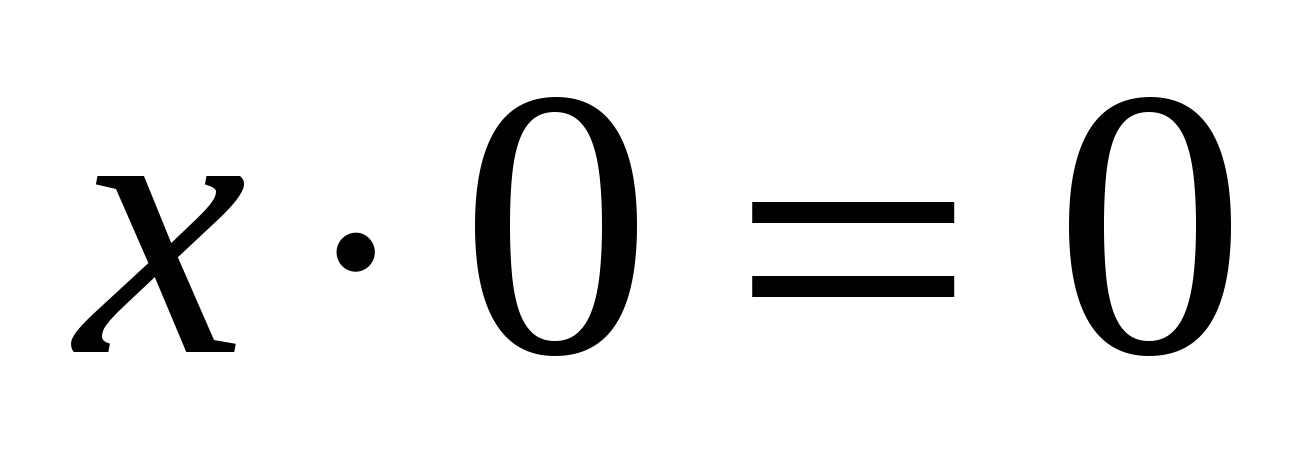 x · 0 = 0